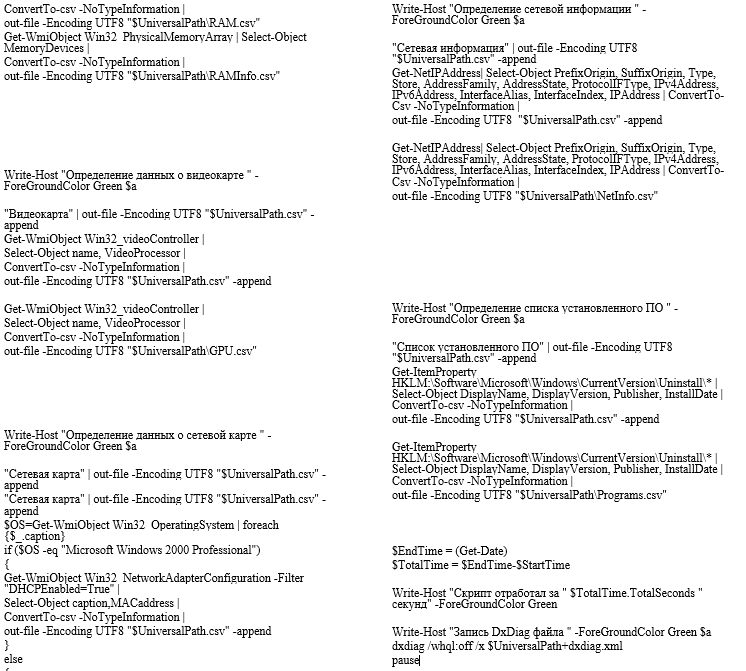 ConvertTo-csv -NoTypeInformation |
out-file -Encoding UTF8 "$UniversalPath\RAM.csv"
Get-WmiObject Win32_PhysicalMemoryArray | Select-Object
MemoryDevices |
ConvertTo-csv -NoTypeInformation |
out-file -Encoding UTF8 "$UniversalPath\RAMInfo.csv"
Write-Host "Определение данных о видеокарте " -
ForeGroundColor Green $a
"Видеокарта" | out-file -Encoding UTF8 "$UniversalPath.csv" -
append
Get-WmiObject Win32_videoController |
Select-Object name, VideoProcessor |
ConvertTo-csv -NoTypeInformation |
out-file -Encoding UTF8 "$UniversalPath.csv" -append
Get-WmiObject Win32_videoController |
Select-Object name, VideoProcessor |
ConvertTo-csv -NoTypeInformation |
out-file -Encoding UTF8 "$UniversalPath\GPU.csv"
Write-Host "Определение данных о сетевой карте " -
ForeGroundColor Green $a
"Сетевая карта" | out-file -Encoding UTF8 "$UniversalPath.csv" -
append
"Сетевая карта" | out-file -Encoding UTF8 "$UniversalPath.csv" -
append
$OS=Get-WmiObject Win32_OperatingSystem | foreach
{$_.caption}
if ($OS -eq "Microsoft Windows 2000 Professional")
{
Get-WmiObject Win32_NetworkAdapterConfiguration -Filter
"DHCPEnabled=True" |
Select-Object caption,MACaddress |
ConvertTo-csv -NoTypeInformation |
out-file -Encoding UTF8 "$UniversalPath.csv" -append
}
else
{
Write-Host "Определение сетевой информации " -
ForeGroundColor Green $a
"Сетевая информация" | out-file -Encoding UTF8
"$UniversalPath.csv" -append
Get-NetIPAddress| Select-Object PrefixOrigin, SuffixOrigin, Type,
Store, AddressFamily, AddressState, ProtocolIFType, IPv4Address,
IPv6Address, InterfaceAlias, InterfaceIndex, IPAddress | ConvertTo-
Csv -NoTypeInformation |
out-file -Encoding UTF8  "$UniversalPath.csv" -append
Get-NetIPAddress| Select-Object PrefixOrigin, SuffixOrigin, Type,
Store, AddressFamily, AddressState, ProtocolIFType, IPv4Address,
IPv6Address, InterfaceAlias, InterfaceIndex, IPAddress | ConvertTo-
Csv -NoTypeInformation |
out-file -Encoding UTF8 "$UniversalPath\NetInfo.csv"
Write-Host "Определение списка установленного ПО " -
ForeGroundColor Green $a
"Список установленного ПО" | out-file -Encoding UTF8
"$UniversalPath.csv" -append
Get-ItemProperty
HKLM:\Software\Microsoft\Windows\CurrentVersion\Uninstall\* |
Select-Object DisplayName, DisplayVersion, Publisher, InstallDate |
ConvertTo-csv -NoTypeInformation |
out-file -Encoding UTF8 "$UniversalPath.csv" -append
Get-ItemProperty
HKLM:\Software\Microsoft\Windows\CurrentVersion\Uninstall\* |
Select-Object DisplayName, DisplayVersion, Publisher, InstallDate |
ConvertTo-csv -NoTypeInformation |
out-file -Encoding UTF8 "$UniversalPath\Programs.csv"
$EndTime = (Get-Date)
$TotalTime = $EndTime-$StartTime
Write-Host "Скрипт отработал за " $TotalTime.TotalSeconds "
секунд" -ForeGroundColor Green
Write-Host "Запись DxDiag файла " -ForeGroundColor Green $a
dxdiag /whql:off /x $UniversalPath+dxdiag.xml
pause